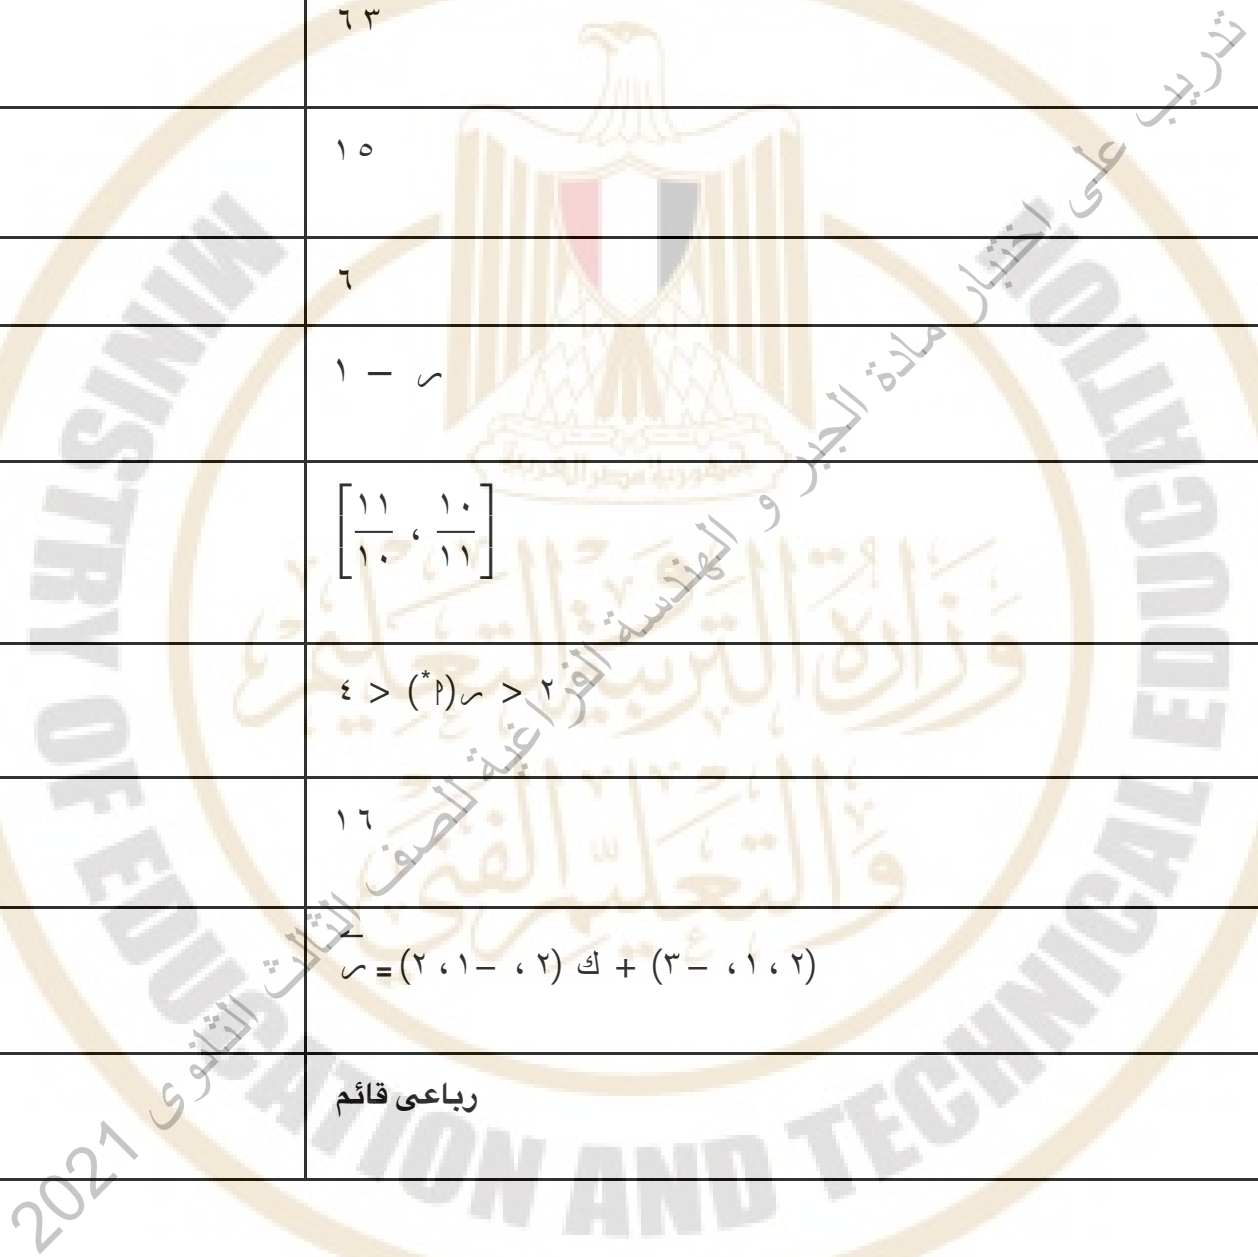 ٦٣
١٥
٦
١ – ر
[١١/١٠ ، ١٠/١١]
٤ > (أ*)ر > ٢
١٦
ر = (٢ ، ١− ، ٢) ك + (٣− ، ١ ، ٢)
رباعى قائم
تدريب على اختبار مادة الجبر و الهندسة الفراغية للصف الثالث الثانوى 2021
MINISTRY OF EDUCATION AND TECHNICAL EDUCATION
جمهورية مصر العربية
وزارة التربية والتعليم
والتعليم الفني